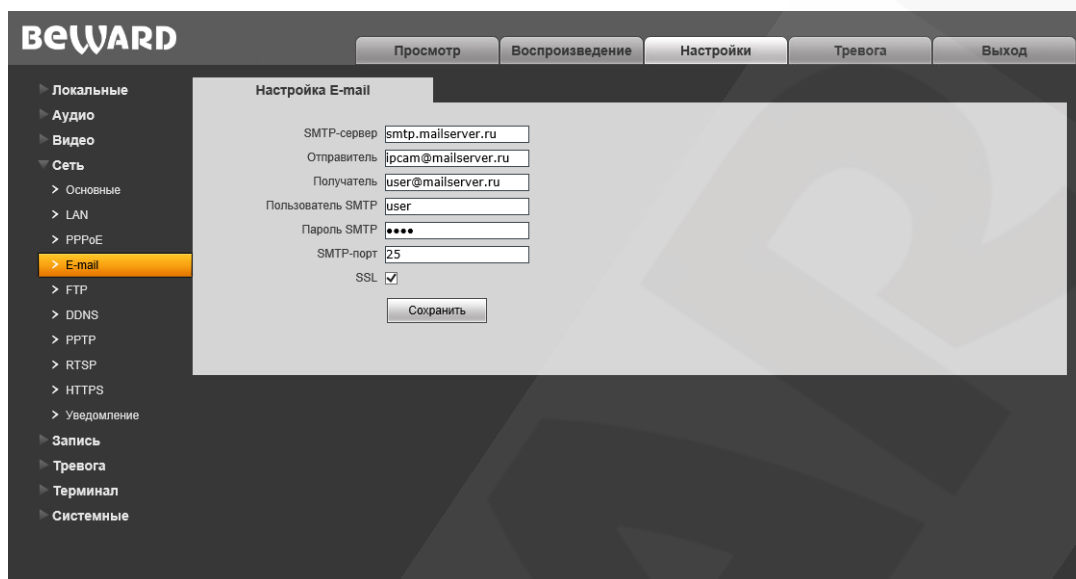 BEWARD
Просмотр
Воспроизведение
Настройки
Тревога
Выход
Локальные
Аудио
Видео
Сеть
Основные
LAN
PPPoE
E-mail
FTP
DDNS
PPTP
RTSP
HTTPS
Уведомление
Запись
Тревога
Терминал
Системные
Настройка E-mail
SMTP-сервер smtp.mailserver.ru
Отправитель ipcam@mailserver.ru
Получатель user@mailserver.ru
Пользователь SMTP user
Пароль SMTP ••••
SMTP-порт 25
SSL
Сохранить